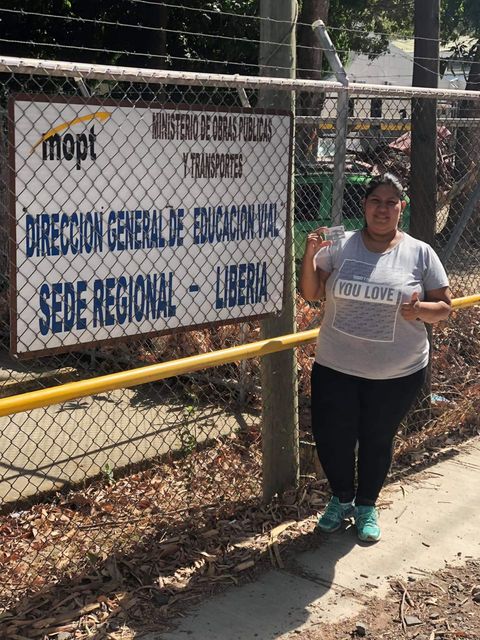 mopt
MINISTERIO DE OBRAS PUBLICAS
Y TRANSPORTES
DIRECCION GENERAL DE EDUCACION VIAL
SEDE REGIONAL - LIBERIA
YOU LOVE